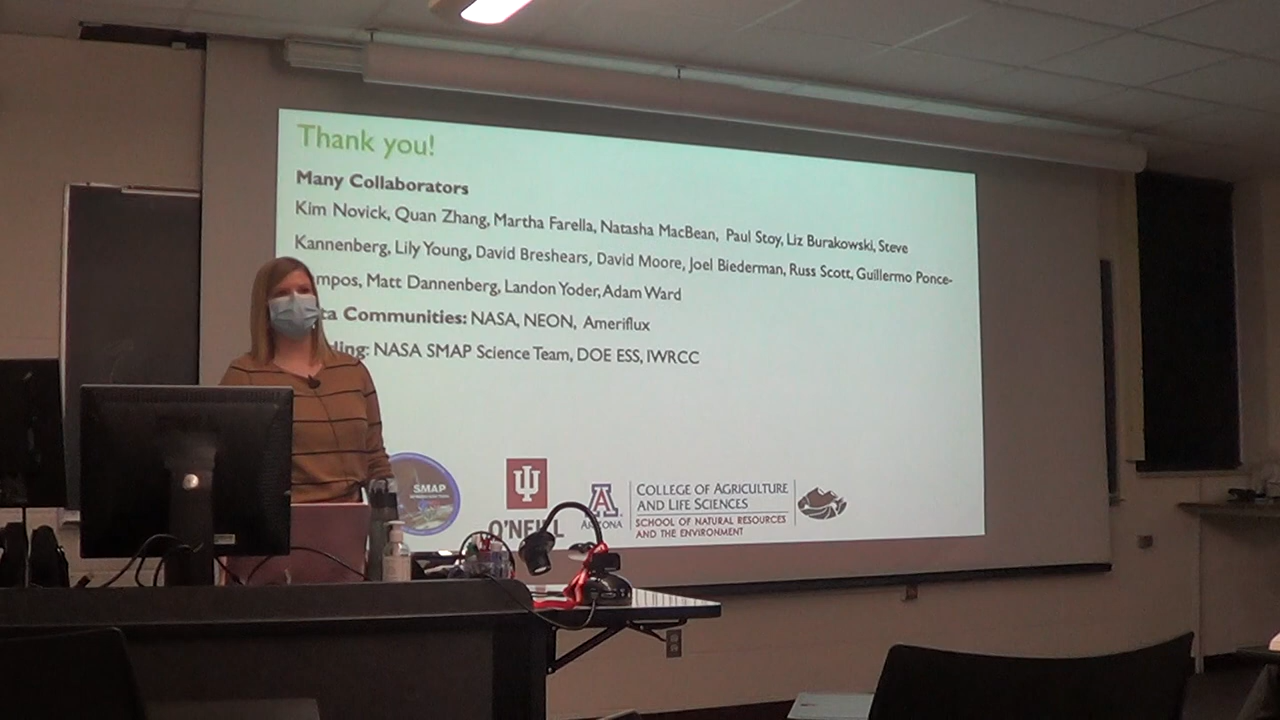 Thank you!
Many Collaborators
Kim Novick, Quan Zhang, Martha Farella, Natasha MacBean, Paul Stoy, Liz Burakowski, Steve
Kannenberg, Lily Young, David Breshears, David Moore, Joel Biederman, Russ Scott, Guillermo Ponce-
mpos, Matt Dannenberg, Landon Yoder, Adam Ward
ta Communities: NASA, NEON, Ameriflux
ling: NASA SMAP Science Team, DOE ESS, IWRCC
SMAP
O'NEILL
A
ARIZONA
COLLEGE OF AGRICULTURE
AND LIFE SCIENCES
SCHOOL OF NATURAL RESOURCES
AND THE ENVIRONMENT